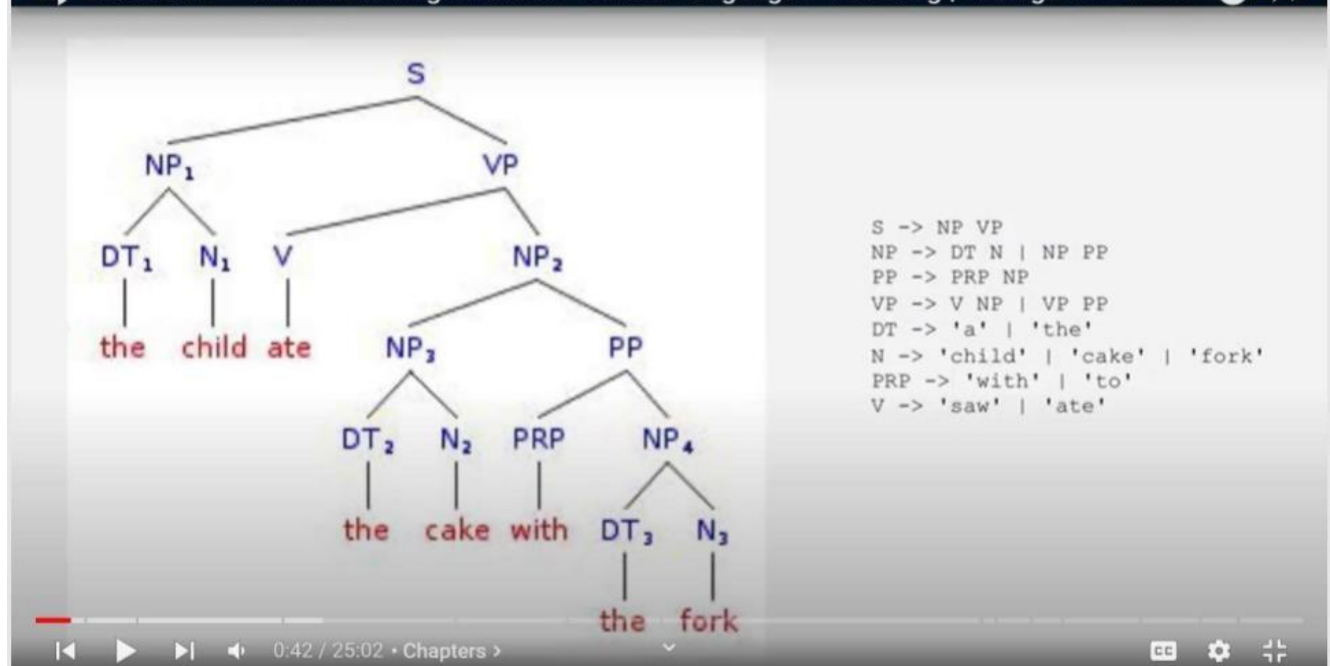 S
NP₁ VP
DT₁ N₁ V NP₂
the child ate NP₃ PP
DT₂ N₂ PRP NP₄
the cake with DT₃ N₃
the fork
S -> NP VP
NP -> DT N | NP PP
PP -> PRP NP
VP -> V NP | VP PP
DT -> 'a' | 'the'
N -> 'child' | 'cake' | 'fork'
PRP -> 'with' | 'to'
V -> 'saw' | 'ate'
0:42 / 25:02 • Chapters >
CC